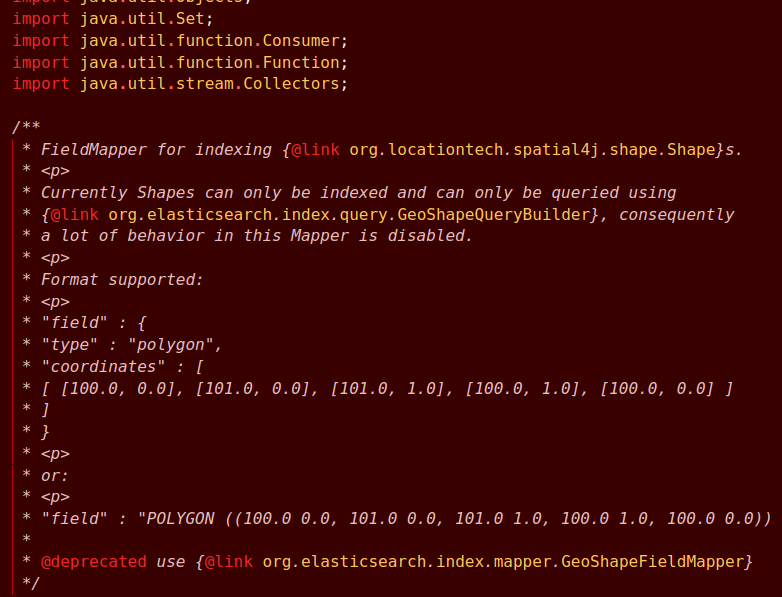 import java.util.Objects;
import java.util.Set;
import java.util.function.Consumer;
import java.util.function.Function;
import java.util.stream.Collectors;
/**
* FieldMapper for indexing {@link org.locationtech.spatial4j.shape.Shape}s.
* <p>
* Currently Shapes can only be indexed and can only be queried using
* {@link org.elasticsearch.index.query.GeoShapeQueryBuilder}, consequently
* a lot of behavior in this Mapper is disabled.
* <p>
* Format supported:
* <p>
* "field" : {
* "type" : "polygon",
* "coordinates" : [
* [ [100.0, 0.0], [101.0, 0.0], [101.0, 1.0], [100.0, 1.0], [100.0, 0.0] ]
* ]
* }
* <p>
* or:
* <p>
* "field" : "POLYGON ((100.0 0.0, 101.0 0.0, 101.0 1.0, 100.0 1.0, 100.0 0.0))
*
* @deprecated use {@link org.elasticsearch.index.mapper.GeoShapeFieldMapper}
*/